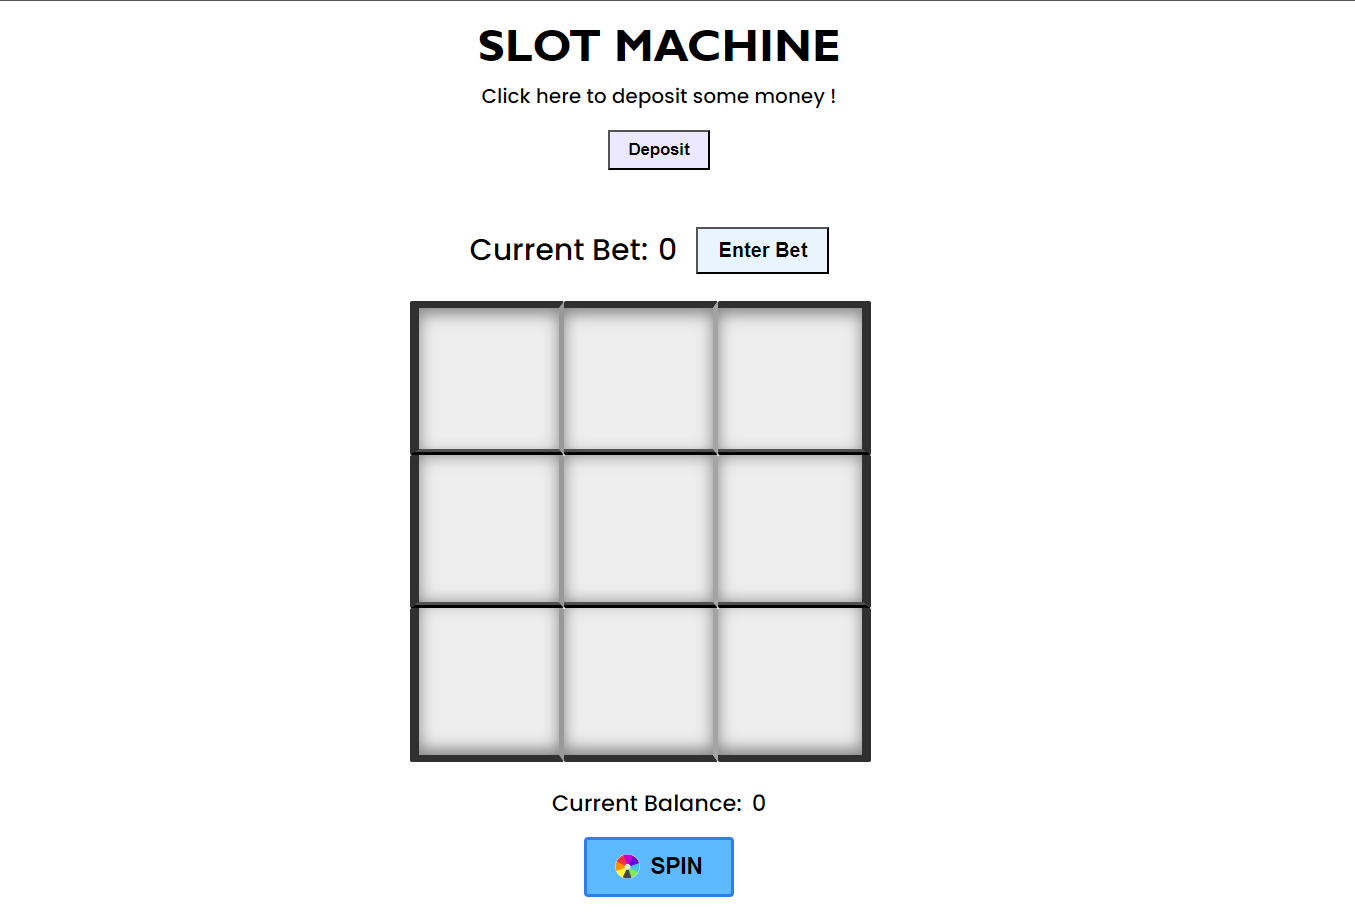 SLOT MACHINE
Click here to deposit some money !
Deposit
Current Bet: 0 Enter Bet
Current Balance: 0
SPIN